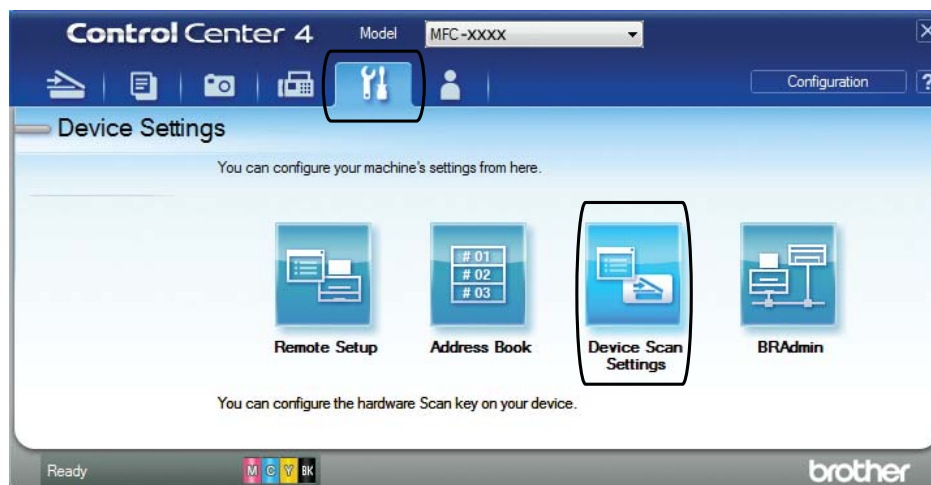 Control Center 4 Model MFC-XXXX
Configuration ?
Device Settings
You can configure your machine's settings from here.
# 01
# 02
# 03
Remote Setup
Address Book
Device Scan
Settings
BRAdmin
You can configure the hardware Scan key on your device.
Ready M C Y BK brother